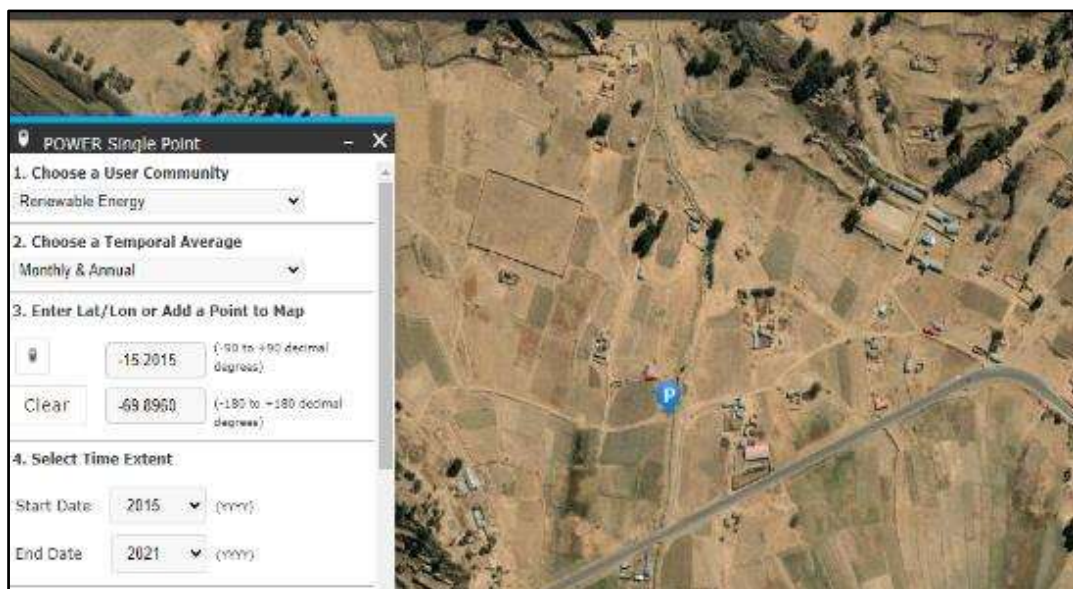 POWER Single Point
1. Choose a User Community
Renewable Energy
2. Choose a Temporal Average
Monthly & Annual
3. Enter Lat/Lon or Add a Point to Map
-15.2015
(-90 to +90 decimal
degrees)
Clear
-69.8960
(-180 to +180 decimal
degrees)
4. Select Time Extent
Start Date
2015
(YYYY)
End Date
2021
(YYYY)
P